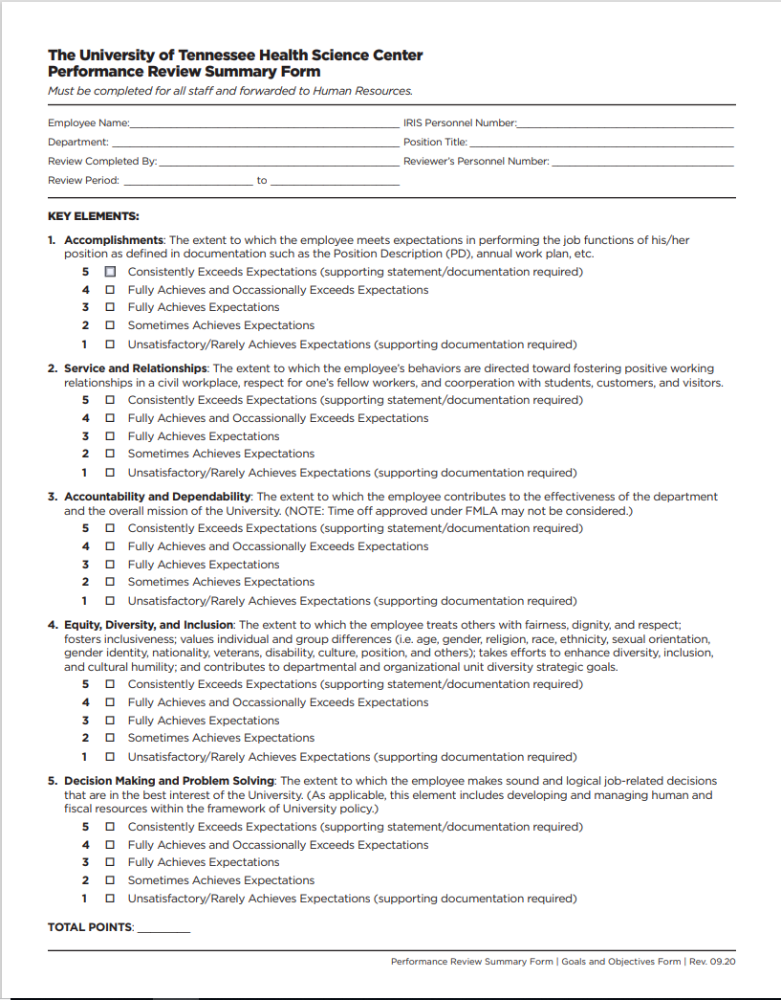 The University of Tennessee Health Science Center
Performance Review Summary Form
Must be completed for all staff and forwarded to Human Resources.
Employee Name: IRIS Personnel Number:
Department: Position Title:
Review Completed By: Reviewer's Personnel Number:
Review Period: to
KEY ELEMENTS:
1. Accomplishments: The extent to which the employee meets expectations in performing the job functions of his/her
position as defined in documentation such as the Position Description (PD), annual work plan, etc.
5 Consistently Exceeds Expectations (supporting statement/documentation required)
4 Fully Achieves and Occassionally Exceeds Expectations
3 Fully Achieves Expectations
2 Sometimes Achieves Expectations
1 Unsatisfactory/Rarely Achieves Expectations (supporting documentation required)
2. Service and Relationships: The extent to which the employee's behaviors are directed toward fostering positive working
relationships in a civil workplace, respect for one's fellow workers, and coorperation with students, customers, and visitors.
5 Consistently Exceeds Expectations (supporting statement/documentation required)
4 Fully Achieves and Occassionally Exceeds Expectations
3 Fully Achieves Expectations
2 Sometimes Achieves Expectations
1 Unsatisfactory/Rarely Achieves Expectations (supporting documentation required)
3. Accountability and Dependability: The extent to which the employee contributes to the effectiveness of the department
and the overall mission of the University. (NOTE: Time off approved under FMLA may not be considered.)
5 Consistently Exceeds Expectations (supporting statement/documentation required)
4 Fully Achieves and Occassionally Exceeds Expectations
3 Fully Achieves Expectations
2 Sometimes Achieves Expectations
1 Unsatisfactory/Rarely Achieves Expectations (supporting documentation required)
4. Equity, Diversity, and Inclusion: The extent to which the employee treats others with fairness, dignity, and respect;
fosters inclusiveness; values individual and group differences (i.e. age, gender, religion, race, ethnicity, sexual orientation,
gender identity, nationality, veterans, disability, culture, position, and others); takes efforts to enhance diversity, inclusion,
and cultural humility; and contributes to departmental and organizational unit diversity strategic goals.
5 Consistently Exceeds Expectations (supporting statement/documentation required)
4 Fully Achieves and Occassionally Exceeds Expectations
3 Fully Achieves Expectations
2 Sometimes Achieves Expectations
1 Unsatisfactory/Rarely Achieves Expectations (supporting documentation required)
5. Decision Making and Problem Solving: The extent to which the employee makes sound and logical job-related decisions
that are in the best interest of the University. (As applicable, this element includes developing and managing human and
fiscal resources within the framework of University policy.)
5 Consistently Exceeds Expectations (supporting statement/documentation required)
4 Fully Achieves and Occassionally Exceeds Expectations
3 Fully Achieves Expectations
2 Sometimes Achieves Expectations
1 Unsatisfactory/Rarely Achieves Expectations (supporting documentation required)
TOTAL POINTS:
Performance Review Summary Form | Goals and Objectives Form | Rev. 09.20